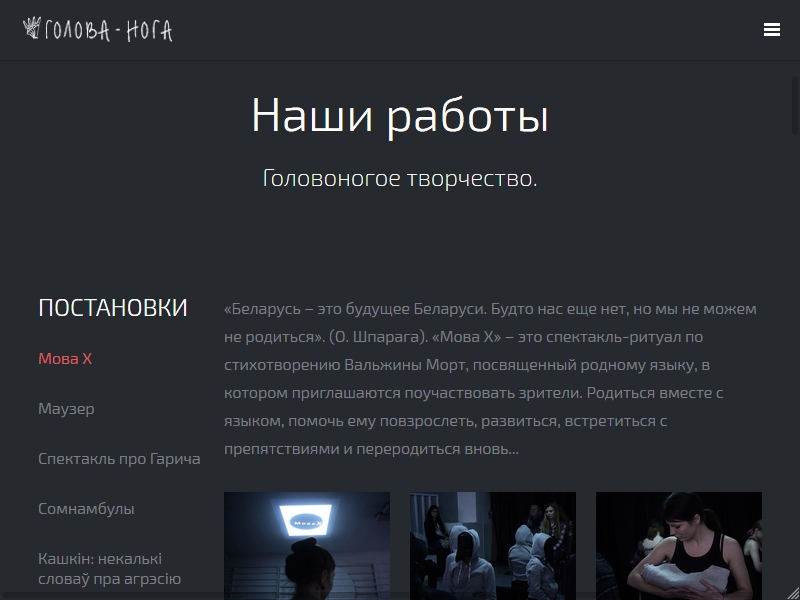 ГОЛОВА - НОГА
Наши работы
Головоногое творчество.
ПОСТАНОВКИ
Мова Х
Маузер
Спектакль про Гарича
Сомнамбулы
Кашкін: некалькі
словаў пра агрэсію
«Беларусь – это будущее Беларуси. Будто нас еще нет, но мы не можем
не родиться». (О. Шпарага). «Мова Х» – это спектакль-ритуал по
стихотворению Вальжины Морт, посвященный родному языку, в
котором приглашаются поучаствовать зрители. Родиться вместе с
языком, помочь ему повзрослеть, развиться, встретиться с
препятствиями и переродиться вновь...
Мова Х